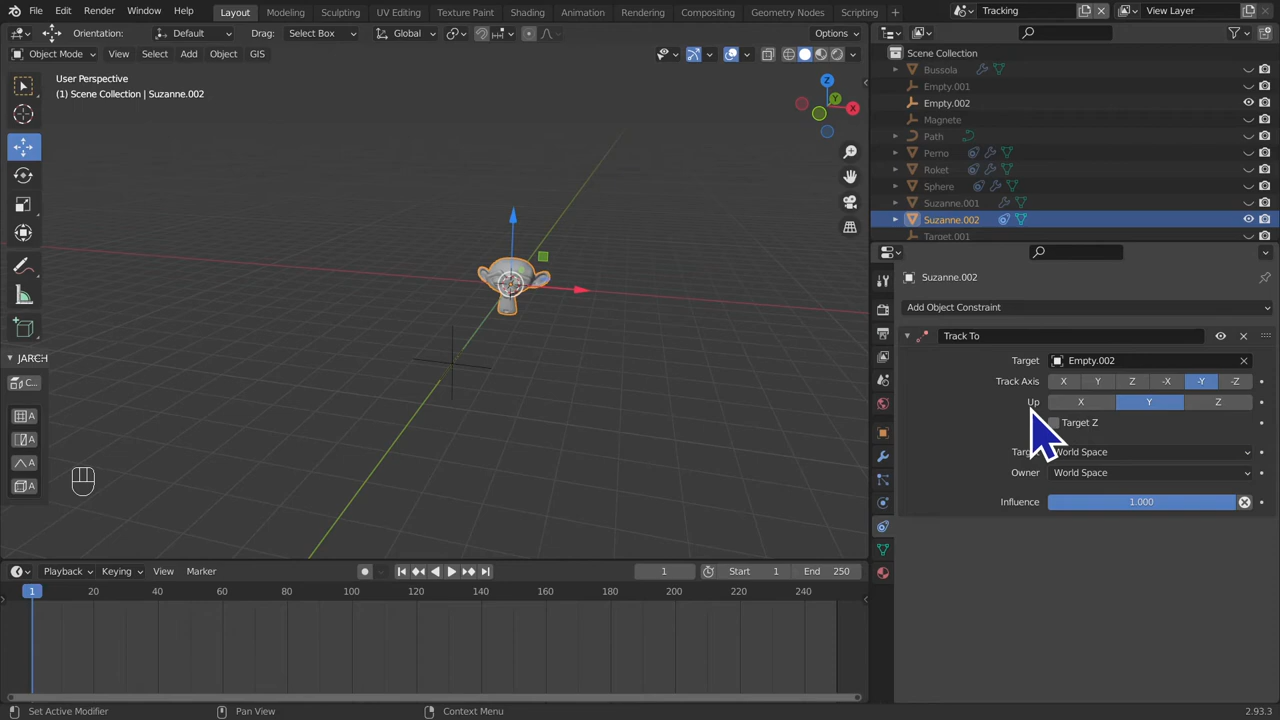 File Edit Render Window Help Layout Modeling Sculpting UV Editing Texture Paint Shading Animation Rendering Compositing Geometry Nodes Scripting + Tracking View Layer
Orientation: Default Drag: Select Box Global Options
Object Mode View Select Add Object GIS
User Perspective
(1) Scene Collection | Suzanne.002
Z
Y
X
JARCH
C...
A
A
A
A
Scene Collection
Bussola
Empty.001
Empty.002
Magnete
Path
Perno
Roket
Sphere
Suzanne.001
Suzanne.002
Target.001
Suzanne.002
Add Object Constraint
Track To
Target Empty.002
Track Axis X Y Z -X -Y -Z
Up X Y Z
Target Z
World Space
Owner World Space
Influence 1.000
Playback Keying View Marker 1 Start 1 End 250
1 20 40 60 80 100 120 140 160 180 200 220 240
Set Active Modifier Pan View Context Menu 2.93.3